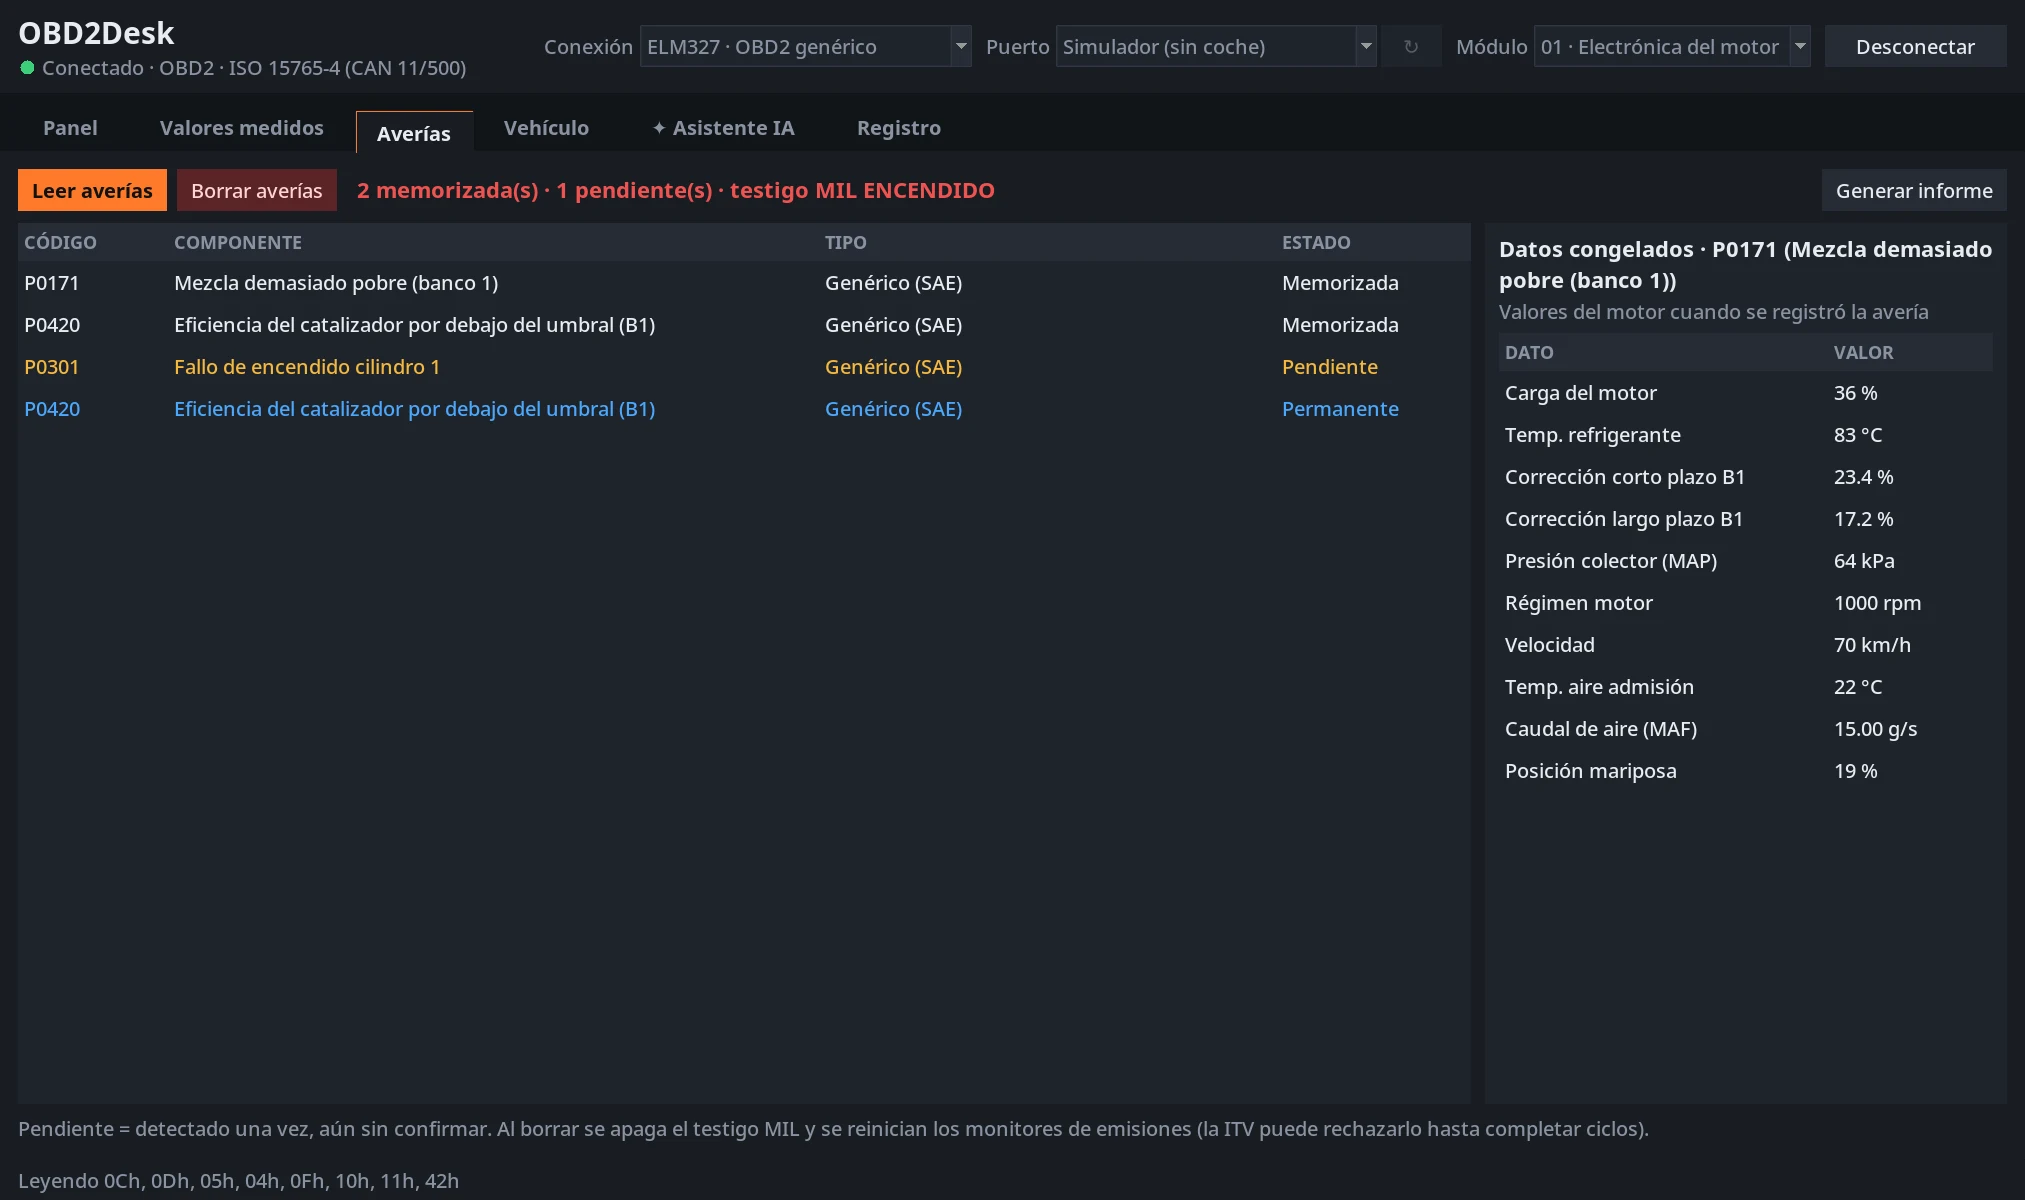 OBD2Desk
Conectado · OBD2 · ISO 15765-4 (CAN 11/500)
Conexión ELM327 · OBD2 genérico Puerto Simulador (sin coche) ↻ Módulo 01 · Electrónica del motor Desconectar
Panel Valores medidos Averías Vehículo ✦ Asistente IA Registro
Leer averías Borrar averías 2 memorizada(s) · 1 pendiente(s) · testigo MIL ENCENDIDO Generar informe
CÓDIGO COMPONENTE TIPO ESTADO
P0171 Mezcla demasiado pobre (banco 1) Genérico (SAE) Memorizada
P0420 Eficiencia del catalizador por debajo del umbral (B1) Genérico (SAE) Memorizada
P0301 Fallo de encendido cilindro 1 Genérico (SAE) Pendiente
P0420 Eficiencia del catalizador por debajo del umbral (B1) Genérico (SAE) Permanente
Datos congelados · P0171 (Mezcla demasiado
pobre (banco 1))
Valores del motor cuando se registró la avería
DATO VALOR
Carga del motor 36 %
Temp. refrigerante 83 °C
Corrección corto plazo B1 23.4 %
Corrección largo plazo B1 17.2 %
Presión colector (MAP) 64 kPa
Régimen motor 1000 rpm
Velocidad 70 km/h
Temp. aire admisión 22 °C
Caudal de aire (MAF) 15.00 g/s
Posición mariposa 19 %
Pendiente = detectado una vez, aún sin confirmar. Al borrar se apaga el testigo MIL y se reinician los monitores de emisiones (la ITV puede rechazarlo hasta completar ciclos).
Leyendo 0Ch, 0Dh, 05h, 04h, 0Fh, 10h, 11h, 42h